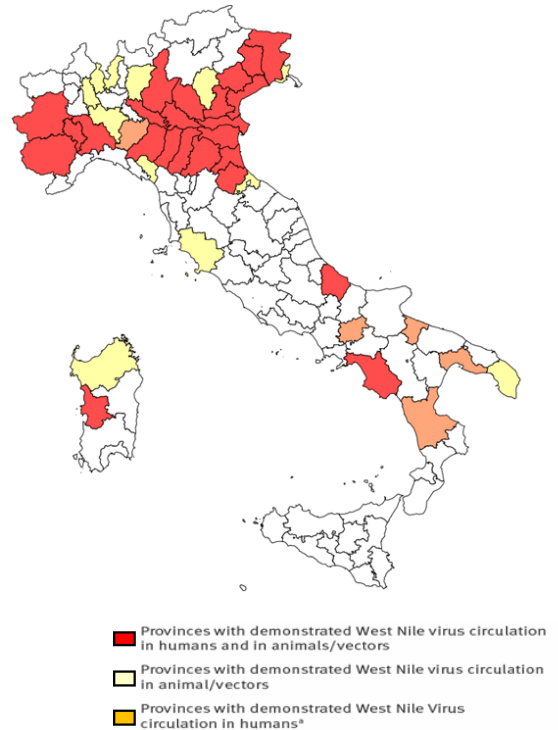 Provinces with demonstrated West Nile virus circulation
in humans and in animals/vectors
Provinces with demonstrated West Nile virus circulation
in animal/vectors
Provinces with demonstrated West Nile Virus
circulation in humansᵃ